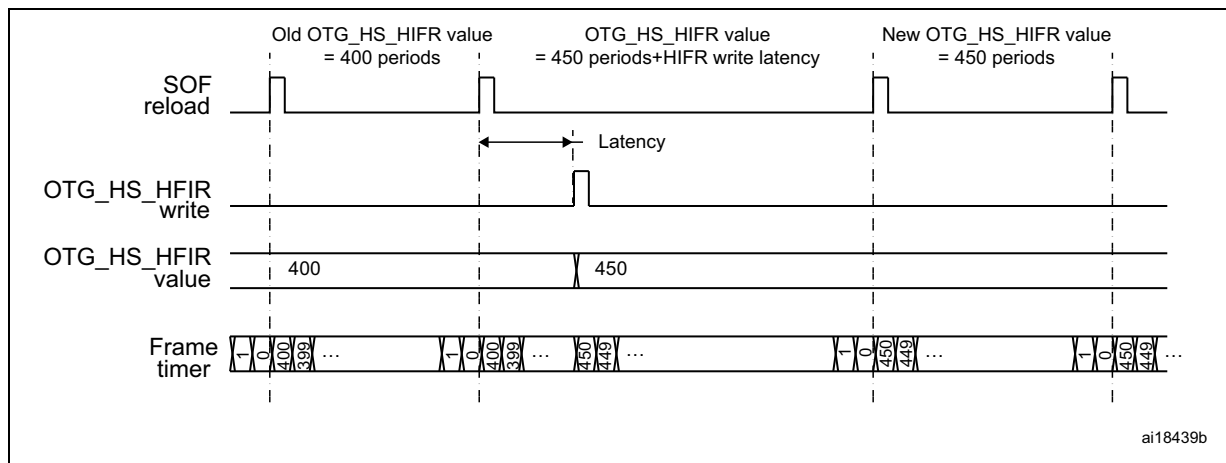 Old OTG_HS_HIFR value
= 400 periods
OTG_HS_HIFR value
= 450 periods+HIFR write latency
New OTG_HS_HIFR value
= 450 periods
SOF
reload
Latency
OTG_HS_HFIR
write
OTG_HS_HFIR
value
400
450
Frame
timer
1 0 400 399 ... 1 0 400 399 ... 450 449 ... 1 0 450 449 ... 1 0 450 449 ...
ai18439b